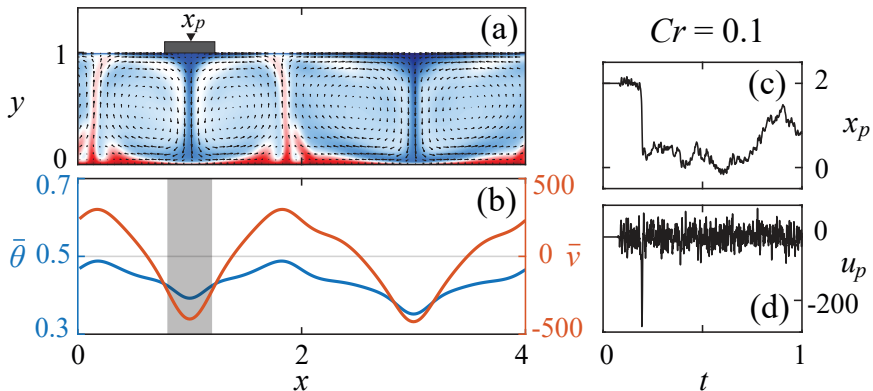 x_p
(a)
1
y
0
0.7
500
(b)
θ̄
0.5
0
v̄
0.3
-500
0
2
4
x
Cr = 0.1
(c)
2
x_p
0
(d)
0
u_p
-200
0
1
t